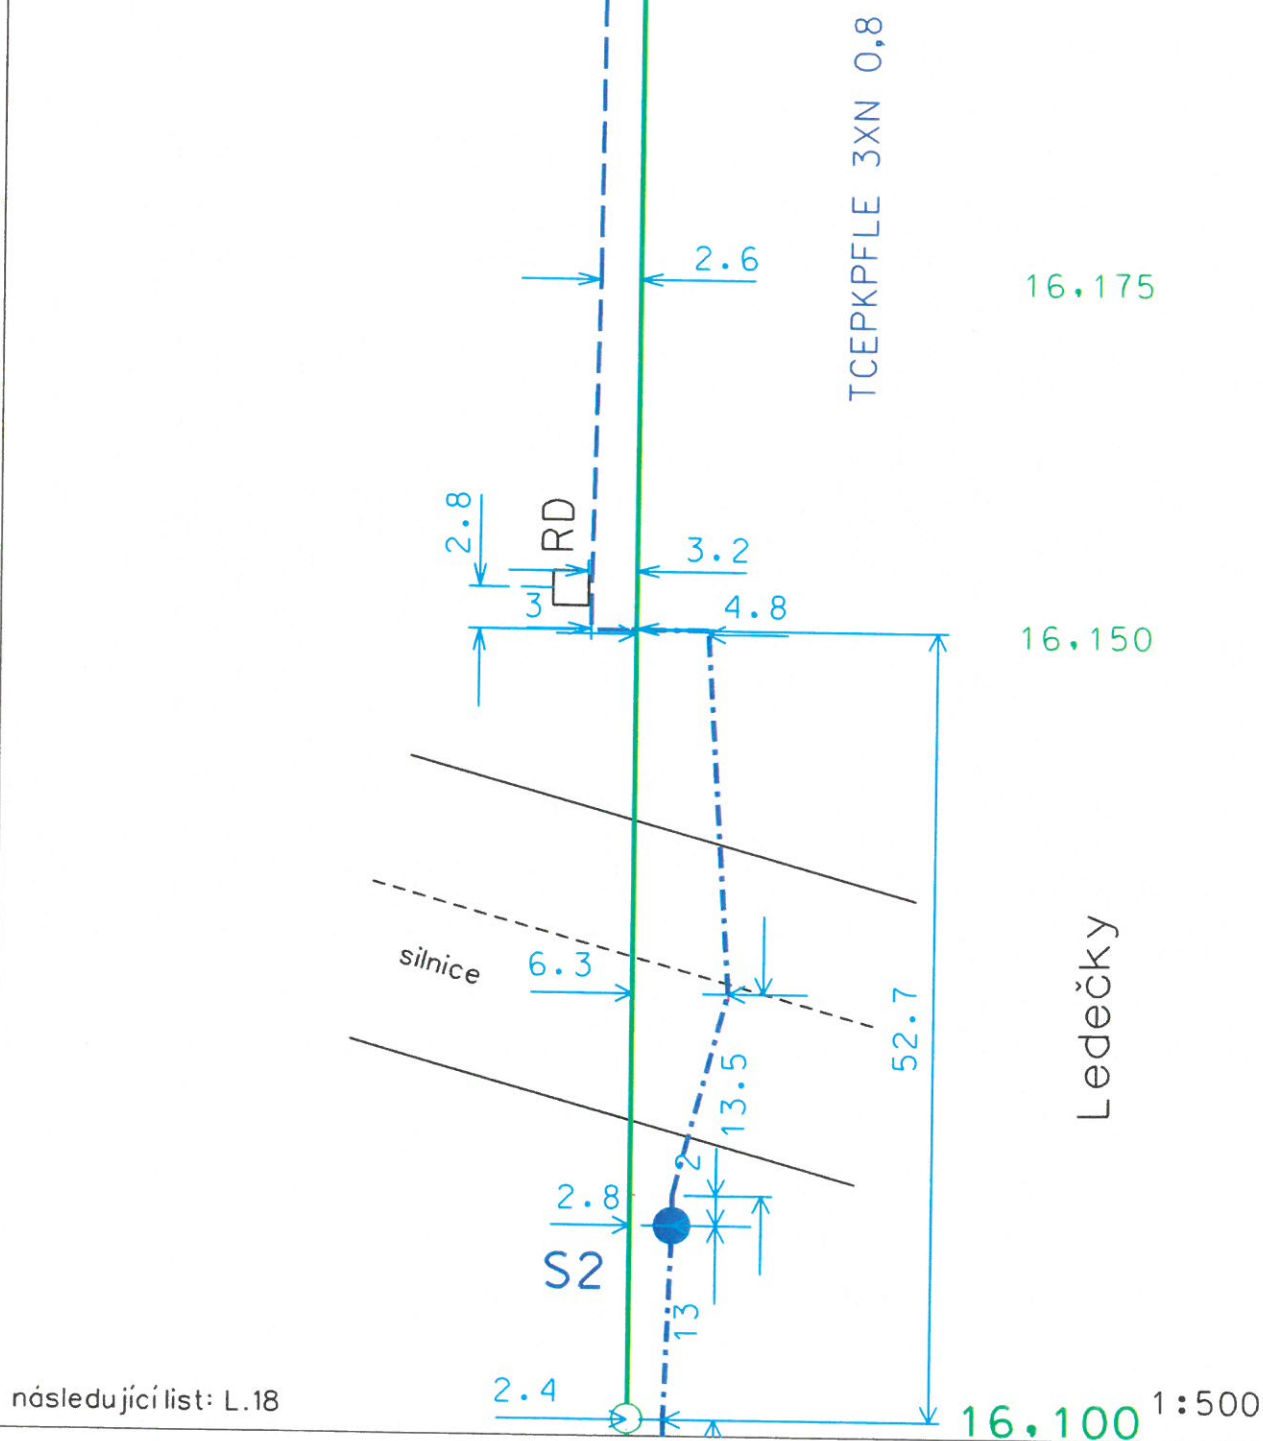 TCEPKPFLE 3XN 0,8
2.6
16.175
2.8
RD
3.2
3
4.8
16.150
silnice
6.3
52.7
Ledečky
13.5
2
2.8
S2
13
2.4
následující list: L.18
16.100
1:500